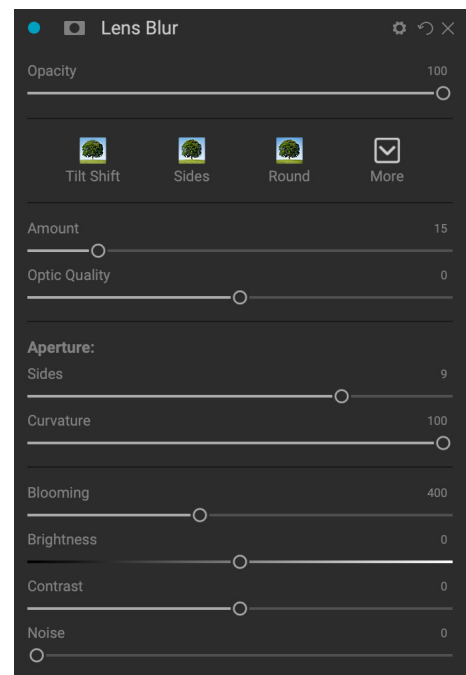 Lens Blur
Opacity 100
Tilt Shift Sides Round More
Amount 15
Optic Quality 0
Aperture:
Sides 9
Curvature 100
Blooming 400
Brightness 0
Contrast 0
Noise 0